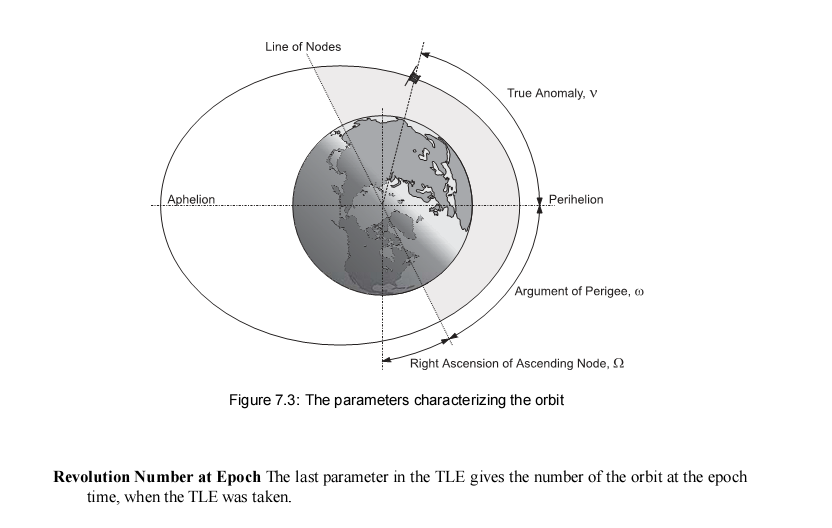 Line of Nodes
True Anomaly, ν
Aphelion
Perihelion
Argument of Perigee, ω
Right Ascension of Ascending Node, Ω
Figure 7.3: The parameters characterizing the orbit
Revolution Number at Epoch The last parameter in the TLE gives the number of the orbit at the epoch
time, when the TLE was taken.